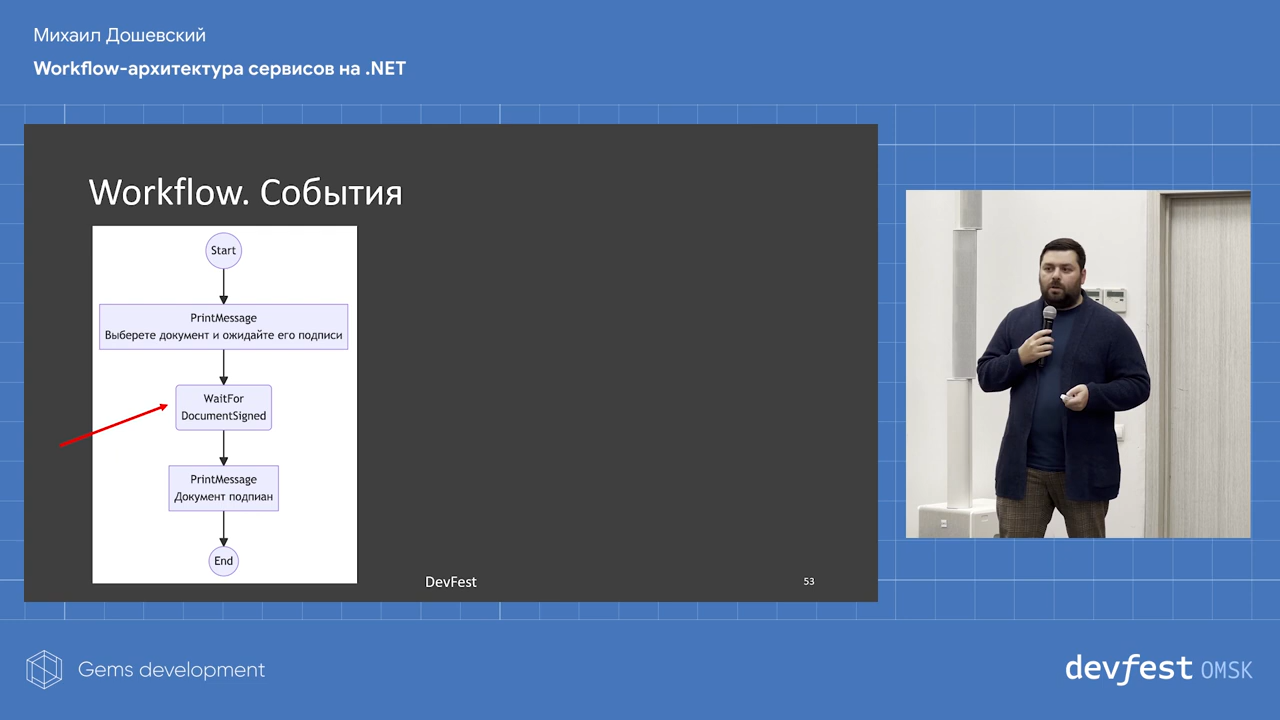 Михаил Дошевский
Workflow-архитектура сервисов на .NET
Workflow. События
Start
PrintMessage
Выберете документ и ожидайте его подписи
WaitFor
DocumentSigned
PrintMessage
Документ подпиан
End
DevFest
53
Gems development
devfest OMSK